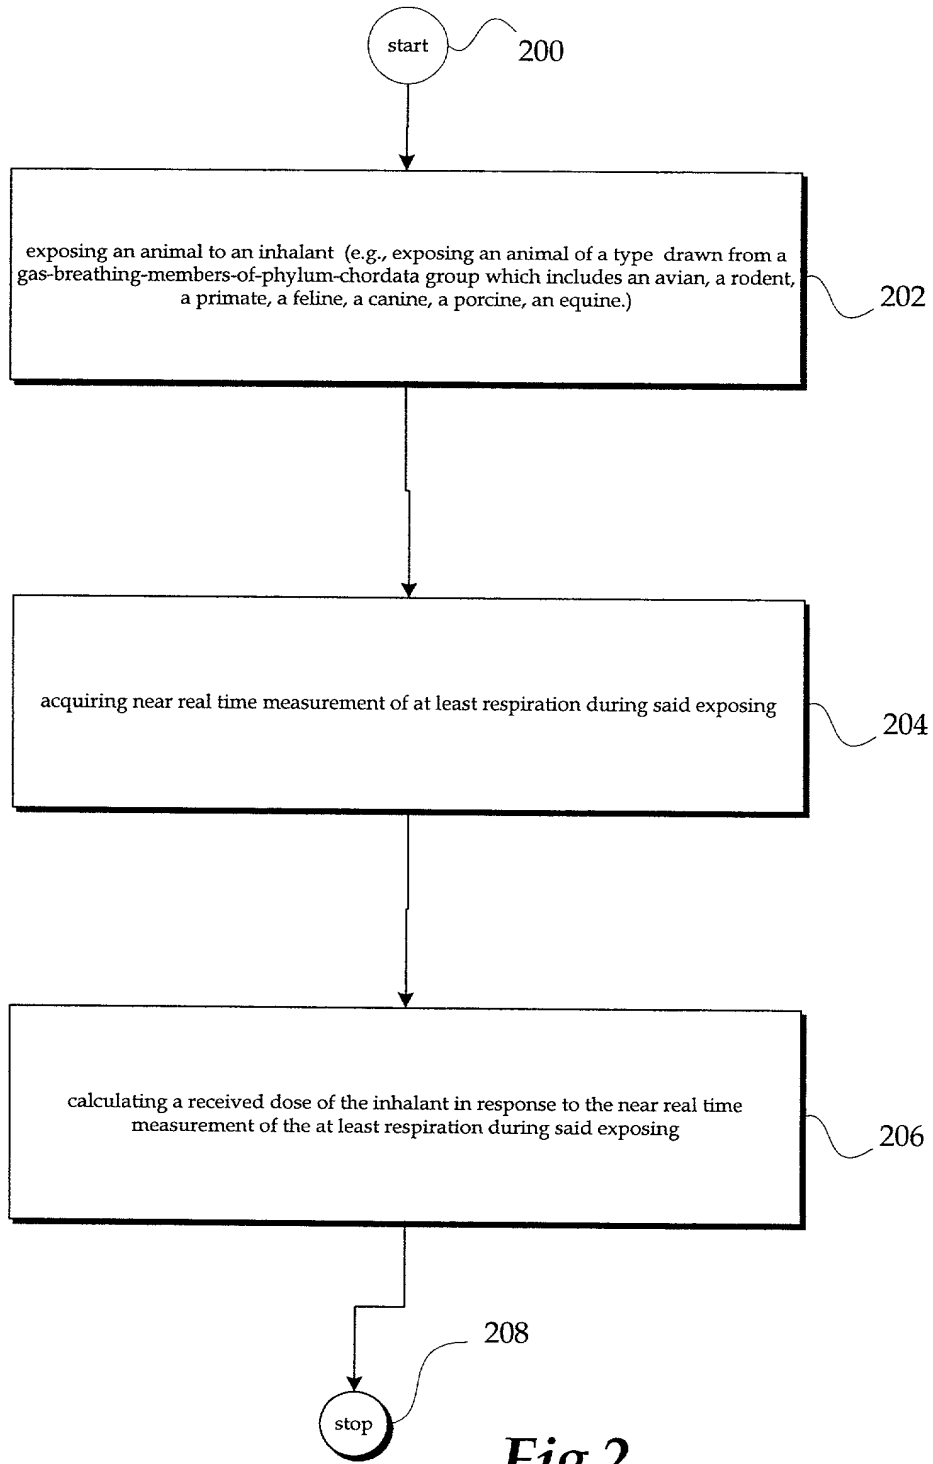 start
200
exposing an animal to an inhalant (e.g., exposing an animal of a type drawn from a
gas-breathing-members-of-phylum-chordata group which includes an avian, a rodent,
a primate, a feline, a canine, a porcine, an equine.)
202
acquiring near real time measurement of at least respiration during said exposing
204
calculating a received dose of the inhalant in response to the near real time
measurement of the at least respiration during said exposing
206
208
stop
Fig 2